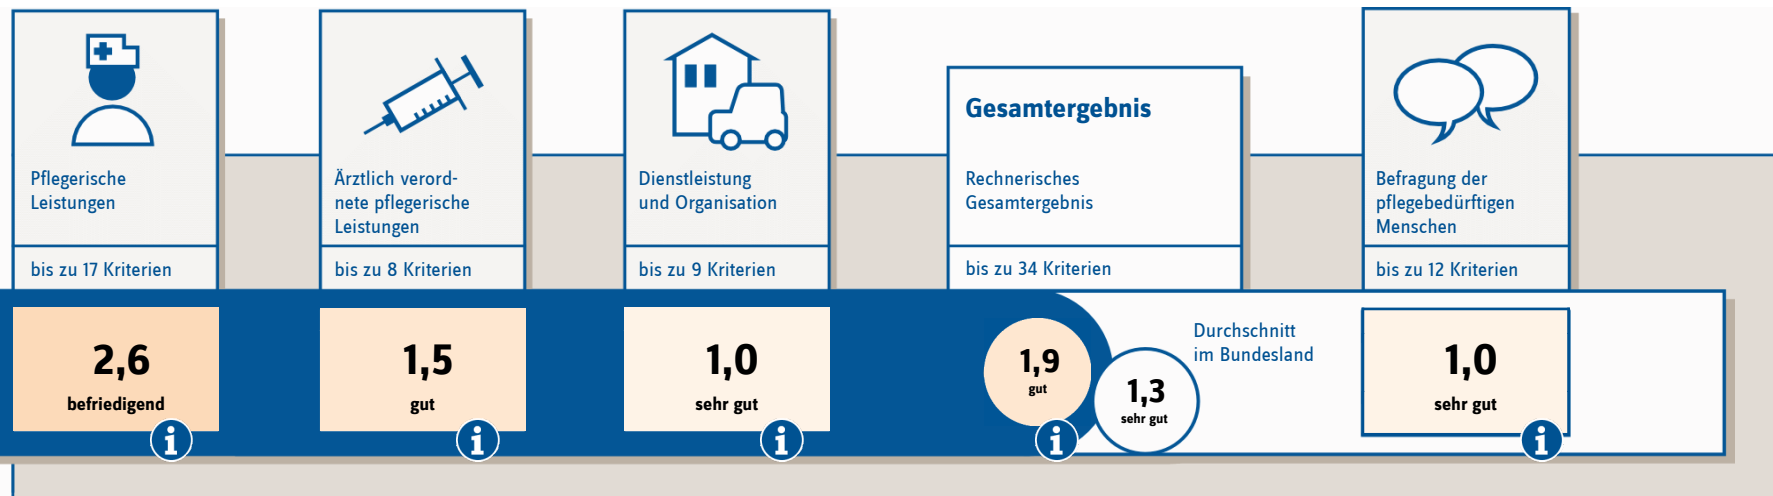 Pflegerische
Leistungen
bis zu 17 Kriterien
2,6
befriedigend
i
Ärztlich verord-
nete pflegerische
Leistungen
bis zu 8 Kriterien
1,5
gut
i
Dienstleistung
und Organisation
bis zu 9 Kriterien
1,0
sehr gut
i
Gesamtergebnis
Rechnerisches
Gesamtergebnis
bis zu 34 Kriterien
1,9
gut
i
1,3
sehr gut
Durchschnitt
im Bundesland
Befragung der
pflegebedürftigen
Menschen
bis zu 12 Kriterien
1,0
sehr gut
i